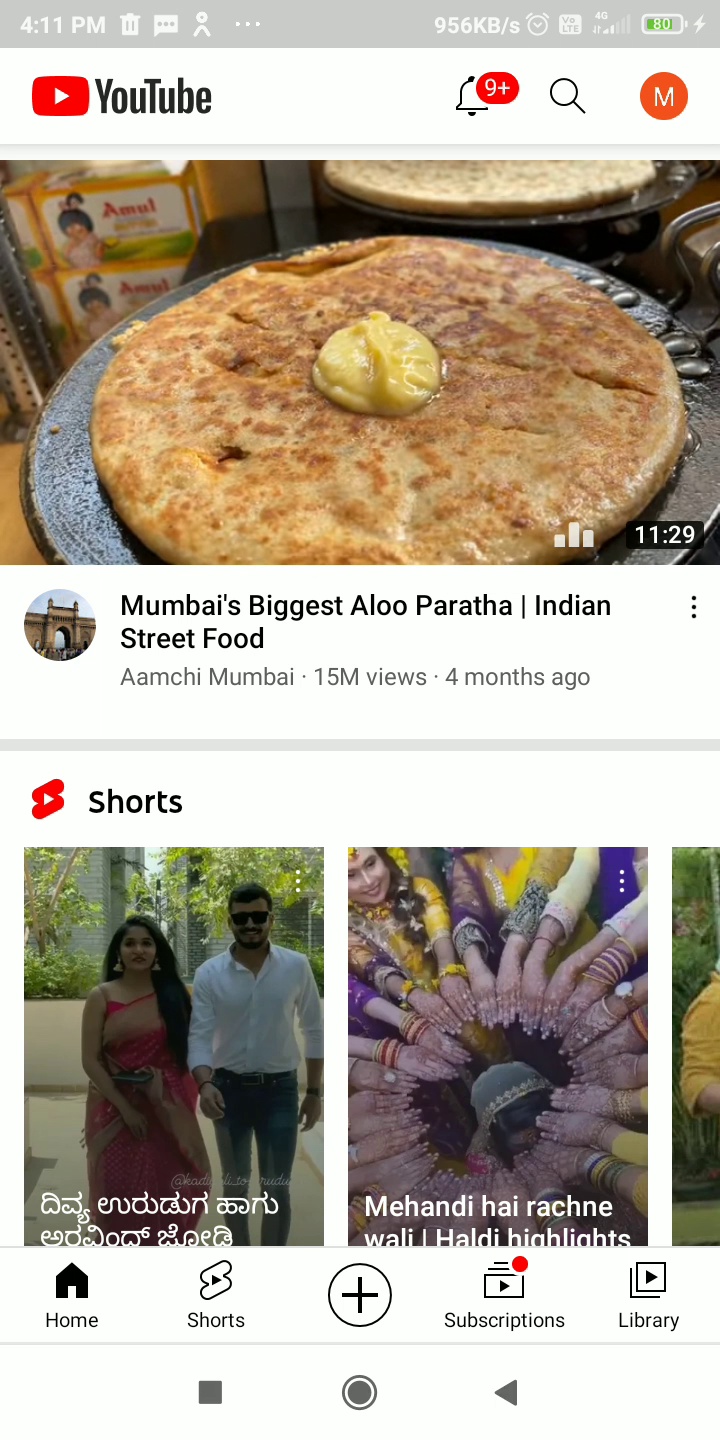 4:11 PM
956KB/s
Vo
LTE
4G
80
YouTube
9+
M
Amul
Amul
11:29
Mumbai's Biggest Aloo Paratha | Indian
Street Food
Aamchi Mumbai · 15M views · 4 months ago
Shorts
ದಿವ್ಯ ಉರುಡುಗ ಹಾಗು
ಅರವಿಂದ್ ಜೋಡಿ
Mehandi hai rachne
wali | Haldi highlights
Home
Shorts
Subscriptions
Library